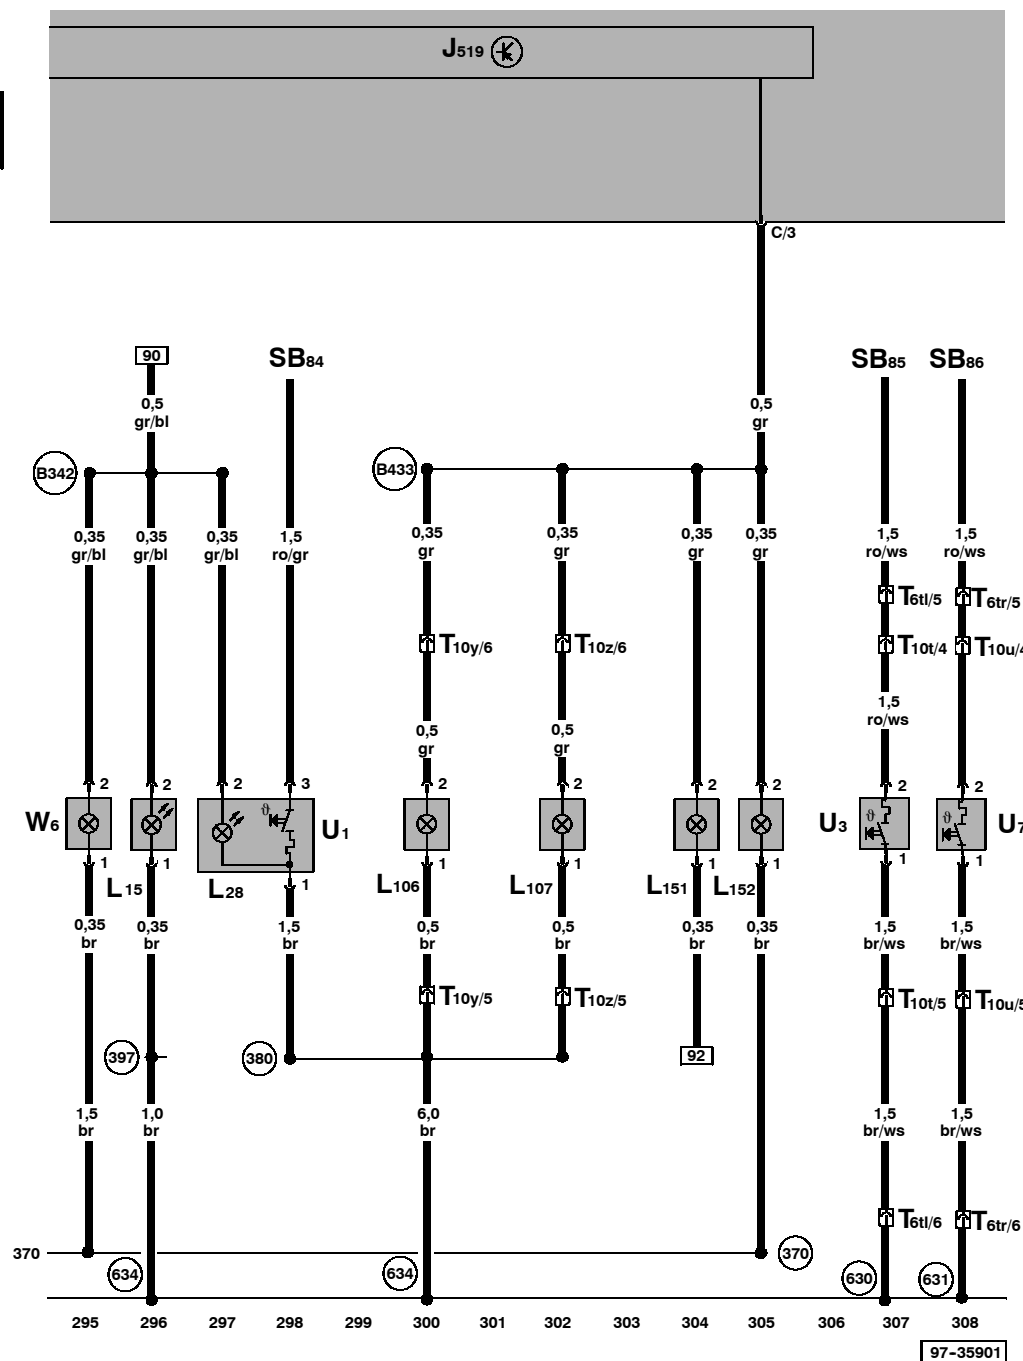 J519
C/3
90 SB84 SB85 SB86
0,5 gr/bl
0,5 gr
B342 B433
0,35 gr/bl
0,35 gr/bl
0,35 gr/bl
1,5 ro/gr
0,35 gr
0,35 gr
0,35 gr
0,35 gr
1,5 ro/ws
1,5 ro/ws
T6tl/5 T6tr/5
T10y/6 T10z/6 T10t/4 T10u/4
1,5 ro/ws
0,5 gr
0,5 gr
2 2 2 3 2 2 2 2 2 2
W6 ϑ U1 U3 ϑ ϑ U7
1 1 1 1 1 1 1 1 1
L15 L28 L106 L107 L151 L152
0,35 br
0,35 br
1,5 br
0,5 br
0,5 br
0,35 br
0,35 br
1,5 br/ws
1,5 br/ws
T10y/5 T10z/5 T10t/5 T10u/5
397 380 92
1,5 br
1,0 br
6,0 br
1,5 br/ws
1,5 br/ws
T6tl/6 T6tr/6
370 370
634 634 630 631
295 296 297 298 299 300 301 302 303 304 305 306 307 308
97-35901